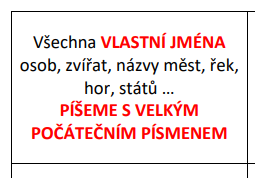 Všechna VLASTNÍ JMÉNA
osob, zvířat, názvy měst, řek,
hor, států ...
PÍŠEME S VELKÝM
POČÁTEČNÍM PÍSMENEM